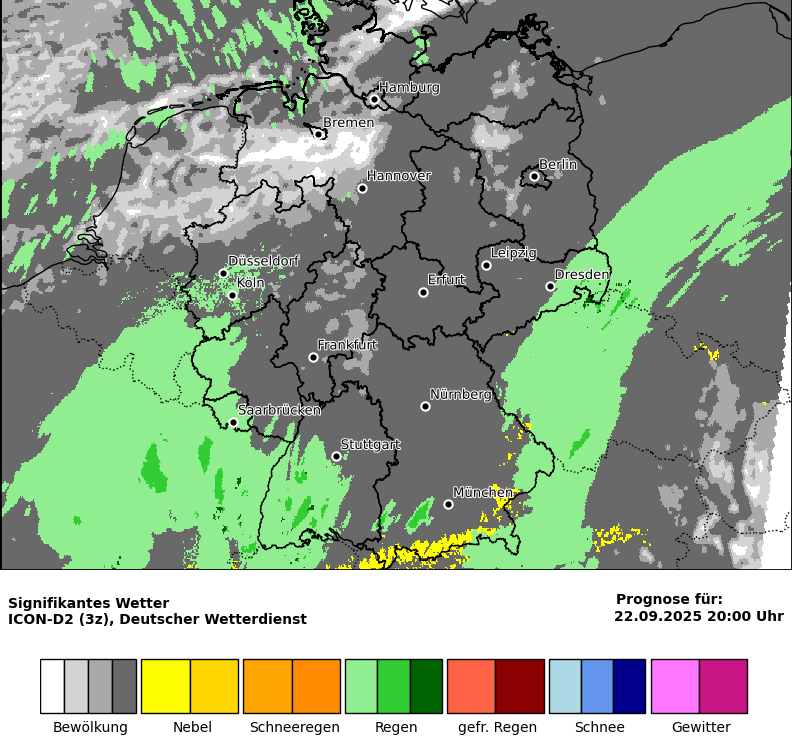 Hamburg
Bremen
Berlin
Hannover
Leipzig
Düsseldorf
Dresden
Erfurt
Köln
Frankfurt
Nürnberg
Saarbrücken
Stuttgart
München
Signifikantes Wetter
ICON-D2 (3z), Deutscher Wetterdienst
Prognose für:
22.09.2025 20:00 Uhr
Bewölkung Nebel Schneeregen Regen gefr. Regen Schnee Gewitter